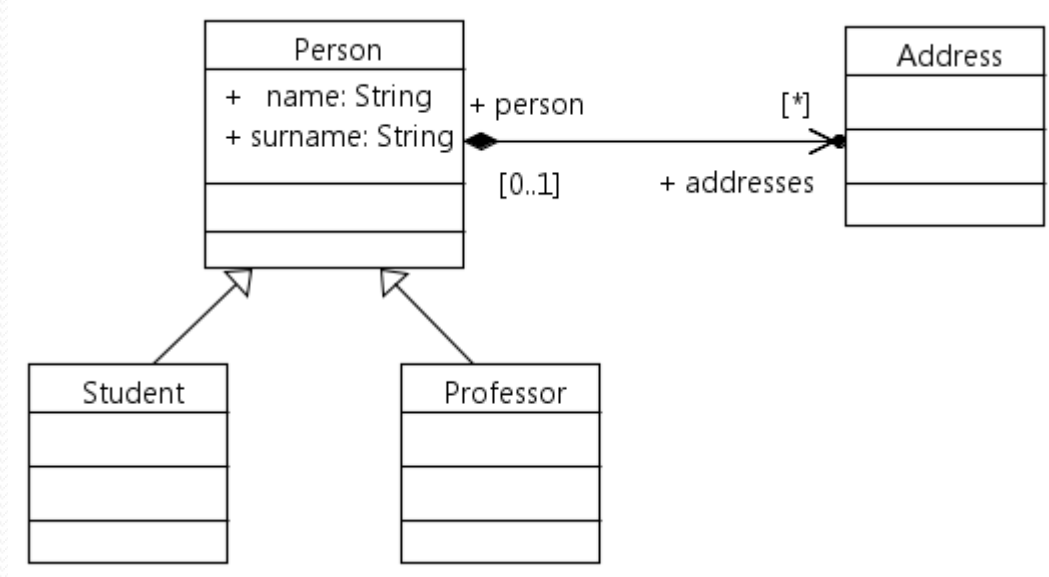 Person
+ name: String
+ surname: String
+ person
[0..1]
[*]
+ addresses
Address
Student
Professor